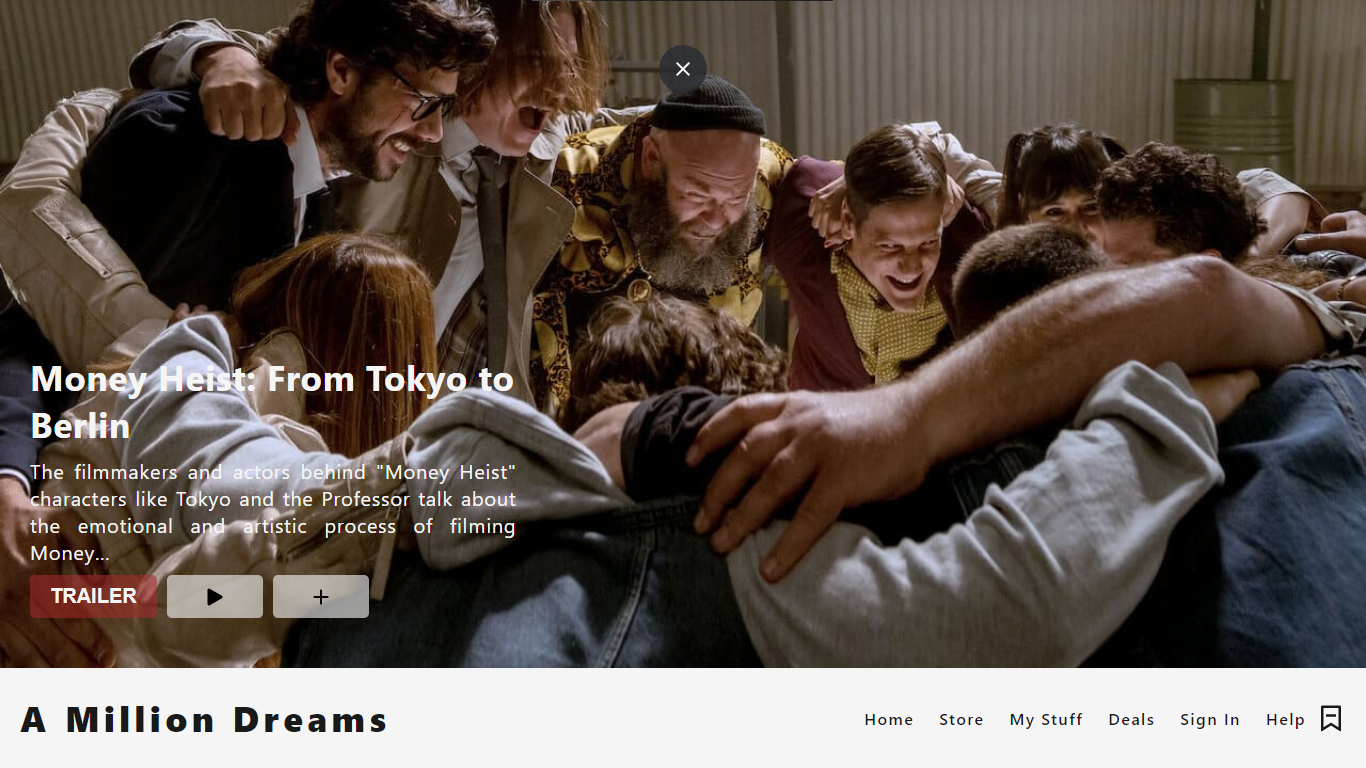 Money Heist: From Tokyo to
Berlin
The filmmakers and actors behind "Money Heist"
characters like Tokyo and the Professor talk about
the emotional and artistic process of filming
Money...
TRAILER
A Million Dreams
Home Store My Stuff Deals Sign In Help